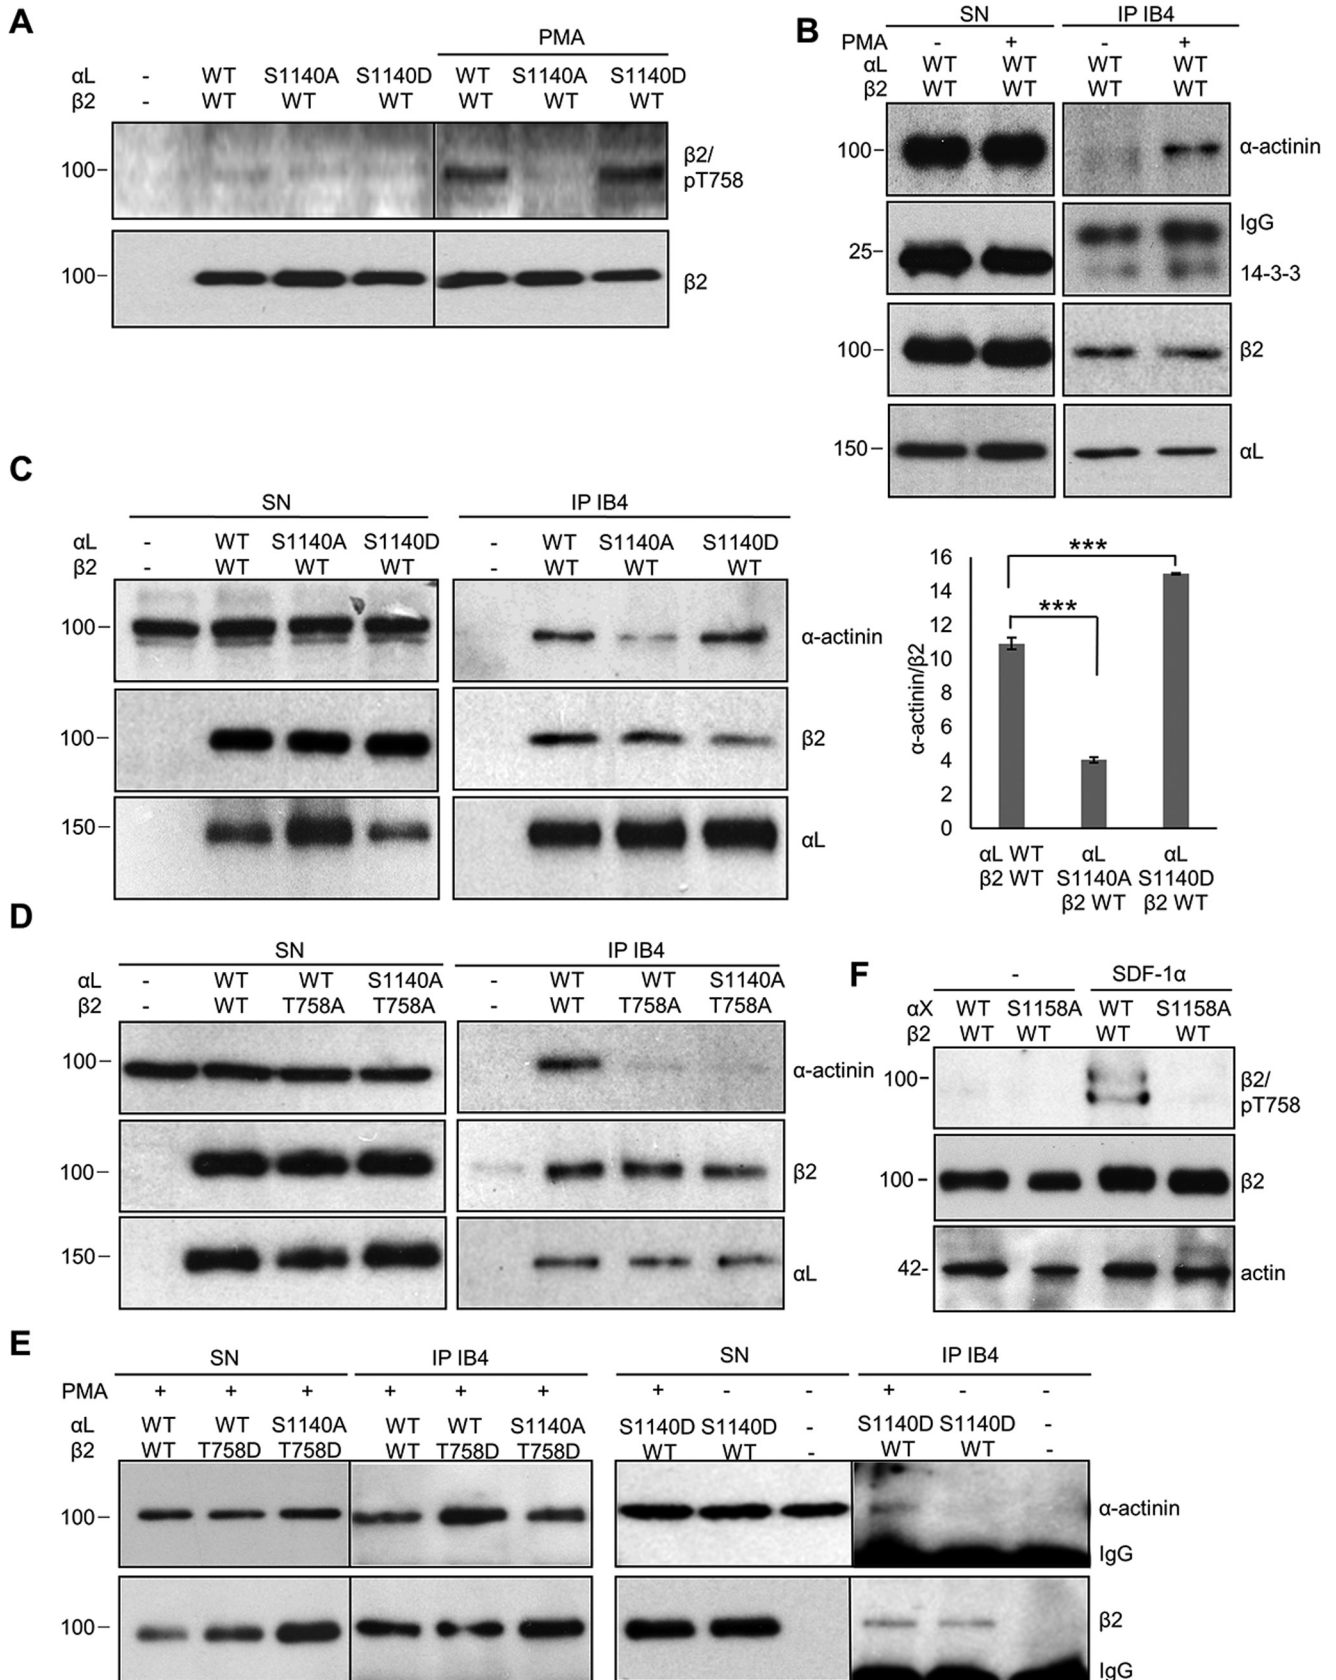 A
PMA
αL - WT S1140A S1140D WT S1140A S1140D
β2 - WT WT WT WT WT WT
100– β2/
pT758
100– β2
B
SN IP IB4
PMA - + - +
αL WT WT WT WT
β2 WT WT WT WT
100– α-actinin
IgG
25–
14-3-3
100– β2
150– αL
C
SN IP IB4
αL - WT S1140A S1140D - WT S1140A S1140D
β2 - WT WT WT - WT WT WT
100– α-actinin
100– β2
150– αL
α-actinin/β2
16
14
12
10
8
6
4
2
0
***
***
αL WT αL αL
β2 WT S1140A S1140D
β2 WT β2 WT
D
SN IP IB4
αL - WT WT S1140A - WT WT S1140A
β2 - WT T758A T758A - WT T758A T758A
100– α-actinin
100– β2
150– αL
F
- SDF-1α
αX WT S1158A WT S1158A
β2 WT WT WT WT
100– β2/
pT758
100– β2
42- actin
E
SN IP IB4 SN IP IB4
PMA + + + + + + + - - + - -
αL WT WT S1140A WT WT S1140A S1140D S1140D - S1140D S1140D -
β2 WT T758D T758D WT T758D T758D WT WT - WT WT -
100– α-actinin
IgG
100– β2
IgG